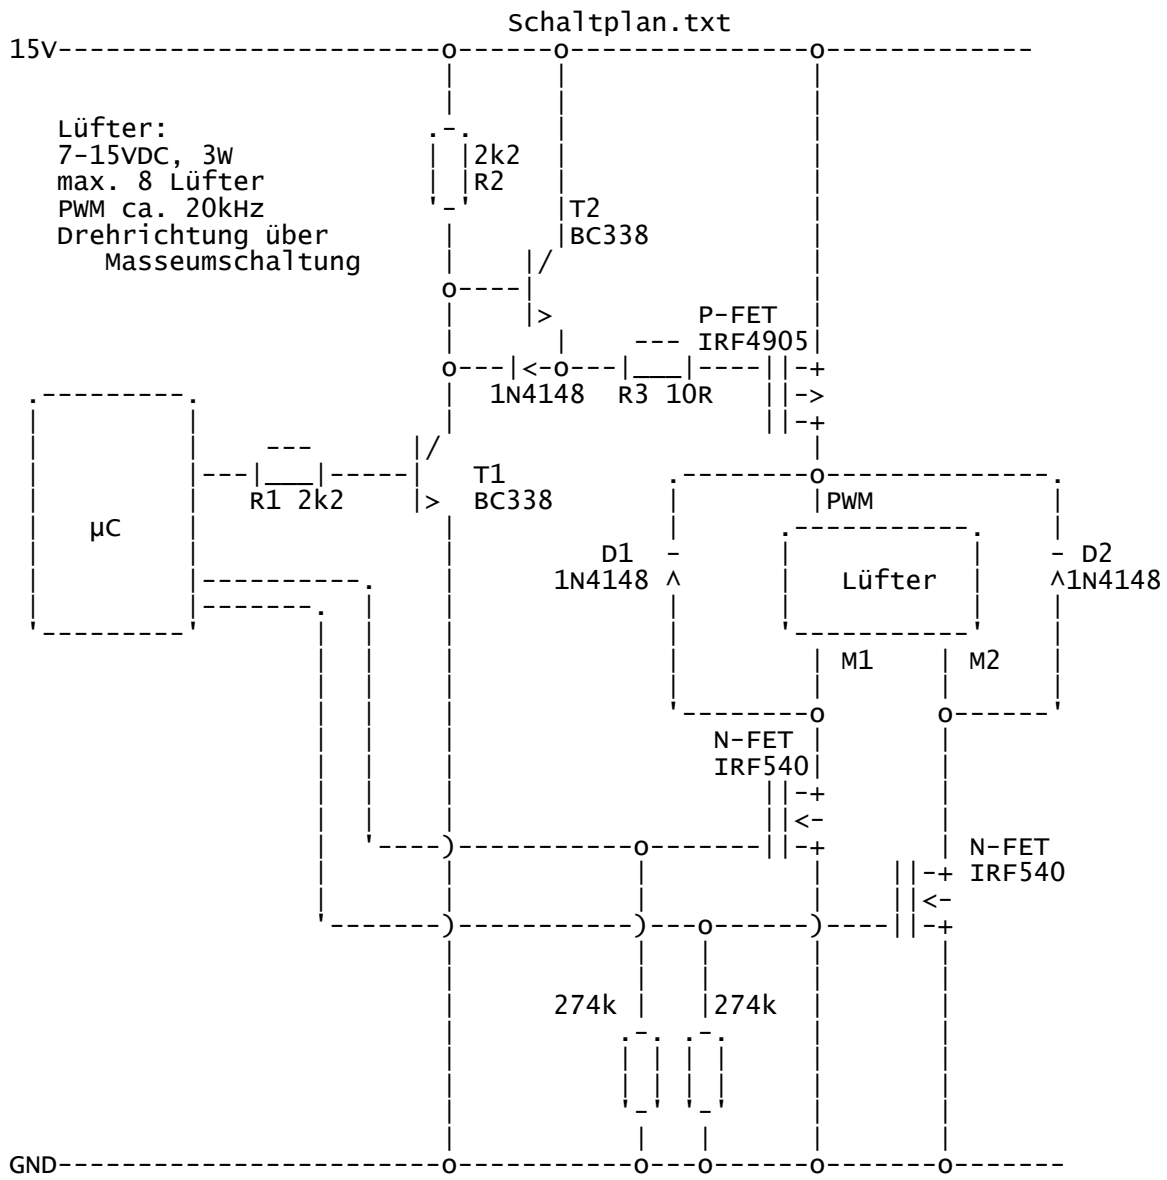 Schaltplan.txt
15V
Lüfter:
7-15VDC, 3W
max. 8 Lüfter
PWM ca. 20kHz
Drehrichtung über
Masseumschaltung
2k2
R2
T2
BC338
P-FET
IRF4905
1N4148
R3 10R
R1 2k2
T1
BC338
µC
PWM
D1
1N4148
Lüfter
D2
1N4148
M1
M2
N-FET
IRF540
N-FET
IRF540
274k
274k
GND